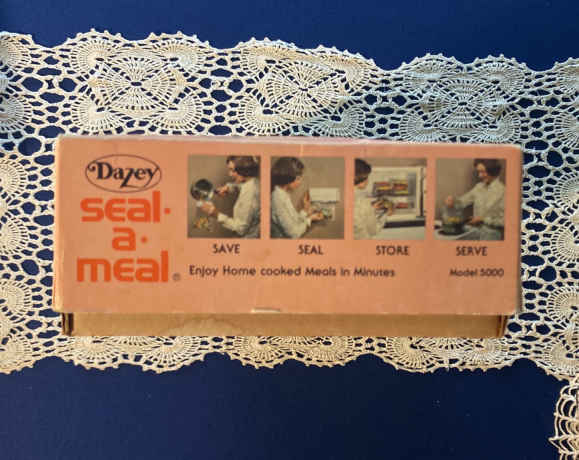 Dazey
seal-
a-
meal®
SAVE
SEAL
STORE
SERVE
Enjoy Home cooked Meals in Minutes
Model 5000